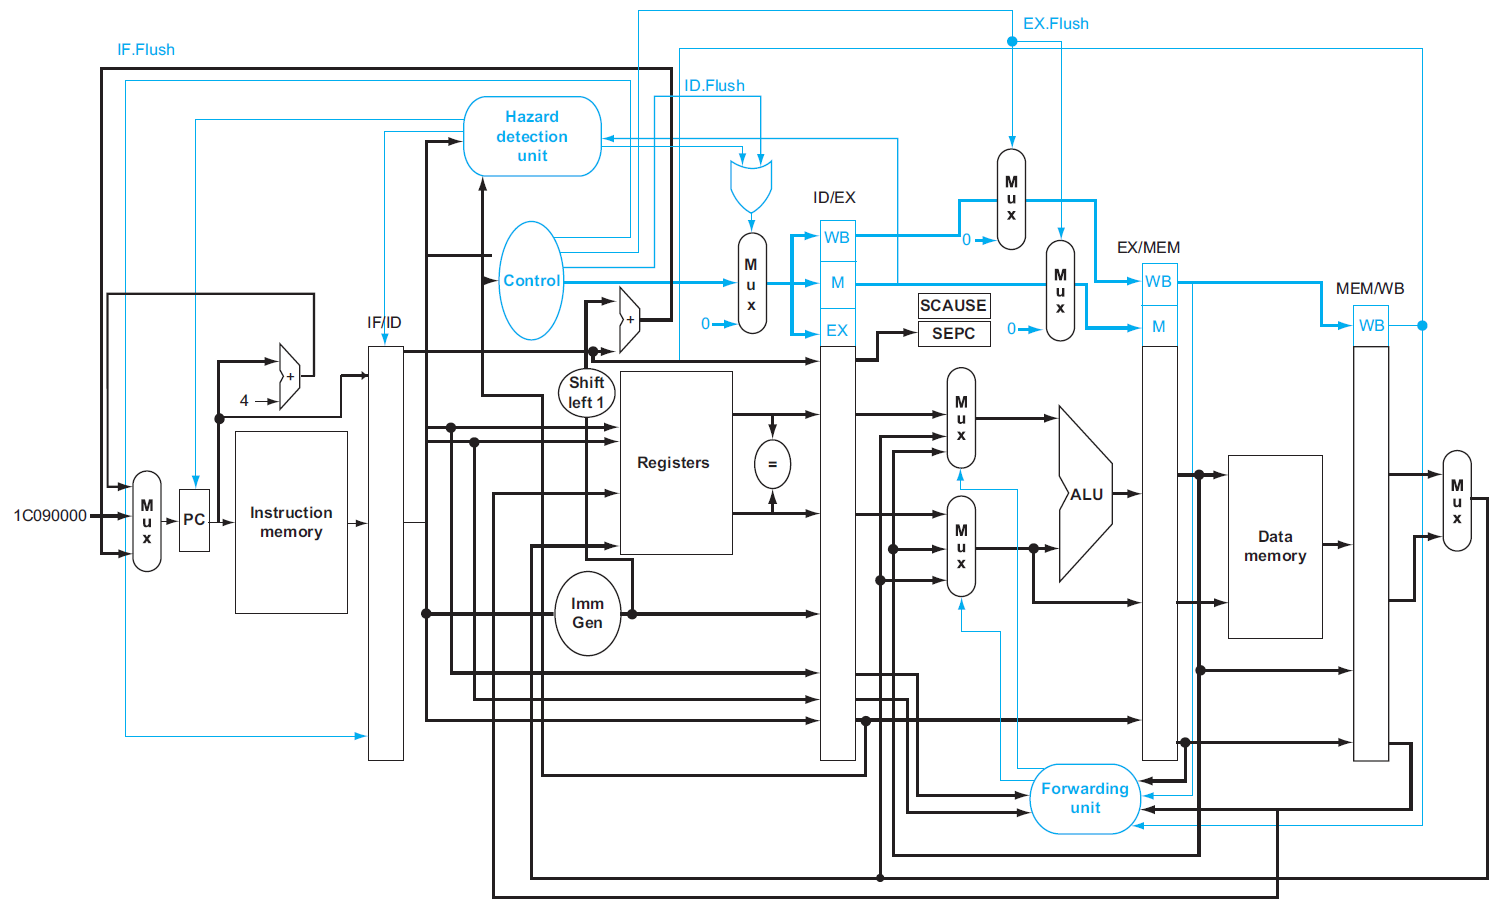 EX.Flush
IF.Flush
ID.Flush
Hazard
detection
unit
M
u
x
ID/EX
WB
0
EX/MEM
M
u
x
Control
M
u
x
M
WB
MEM/WB
SCAUSE
0
EX
SEPC
0
M
WB
IF/ID
+
+
4
Shift
left 1
M
u
x
Registers
=
M
u
x
1C090000
PC
Instruction
memory
ALU
M
u
x
Data
memory
M
u
x
Imm
Gen
Forwarding
unit